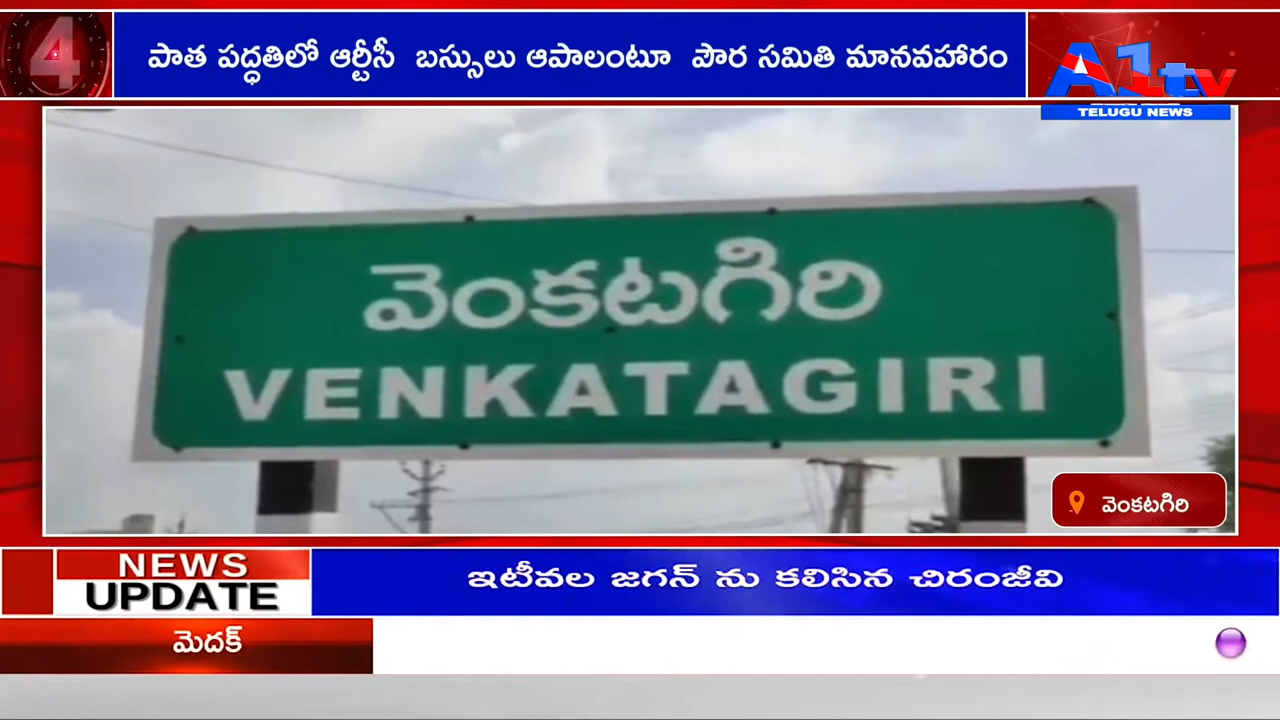 4
పాత పద్ధతిలో ఆర్టీసీ బస్సులు ఆపాలంటూ పౌర సమితి మానవహారం
A1tv
TELUGU NEWS
వెంకటగిరి
VENKATAGIRI
వెంకటగిరి
NEWS
UPDATE
ఇటీవల జగన్ ను కలిసిన చిరంజీవి
మెదక్